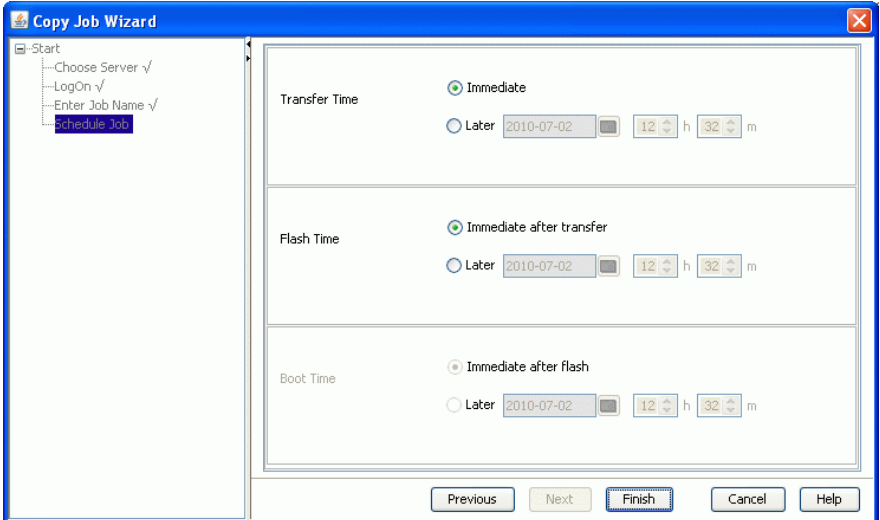 Copy Job Wizard
Start
Choose Server √
LogOn √
Enter Job Name √
Schedule Job
Transfer Time
Immediate
Later 2010-07-02 12 h 32 m
Flash Time
Immediate after transfer
Later 2010-07-02 12 h 32 m
Boot Time
Immediate after flash
Later 2010-07-02 12 h 32 m
Previous Next Finish Cancel Help